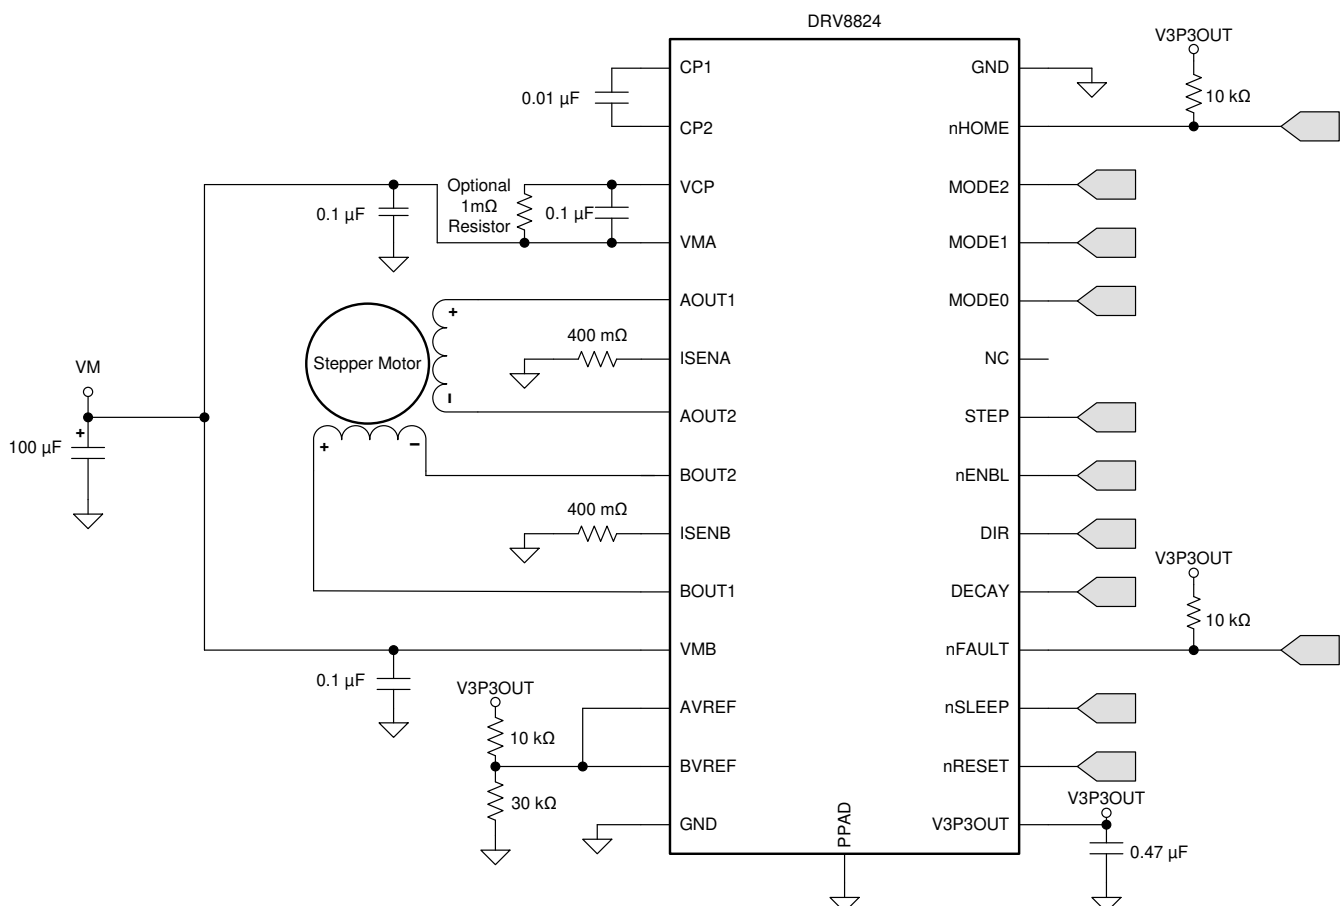 DRV8824
CP1
CP2
0.01 µF
VCP
VMA
0.1 µF
Optional
1mΩ
Resistor
0.1 µF
AOUT1
+
Stepper Motor
400 mΩ
ISENA
–
AOUT2
VM
+
100 µF
+
–
BOUT2
400 mΩ
ISENB
BOUT1
VMB
0.1 µF
V3P3OUT
AVREF
10 kΩ
BVREF
30 kΩ
GND
PPAD
GND
V3P3OUT
10 kΩ
nHOME
MODE2
MODE1
MODE0
NC
STEP
nENBL
DIR
V3P3OUT
DECAY
10 kΩ
nFAULT
nSLEEP
nRESET
V3P3OUT
V3P3OUT
0.47 µF